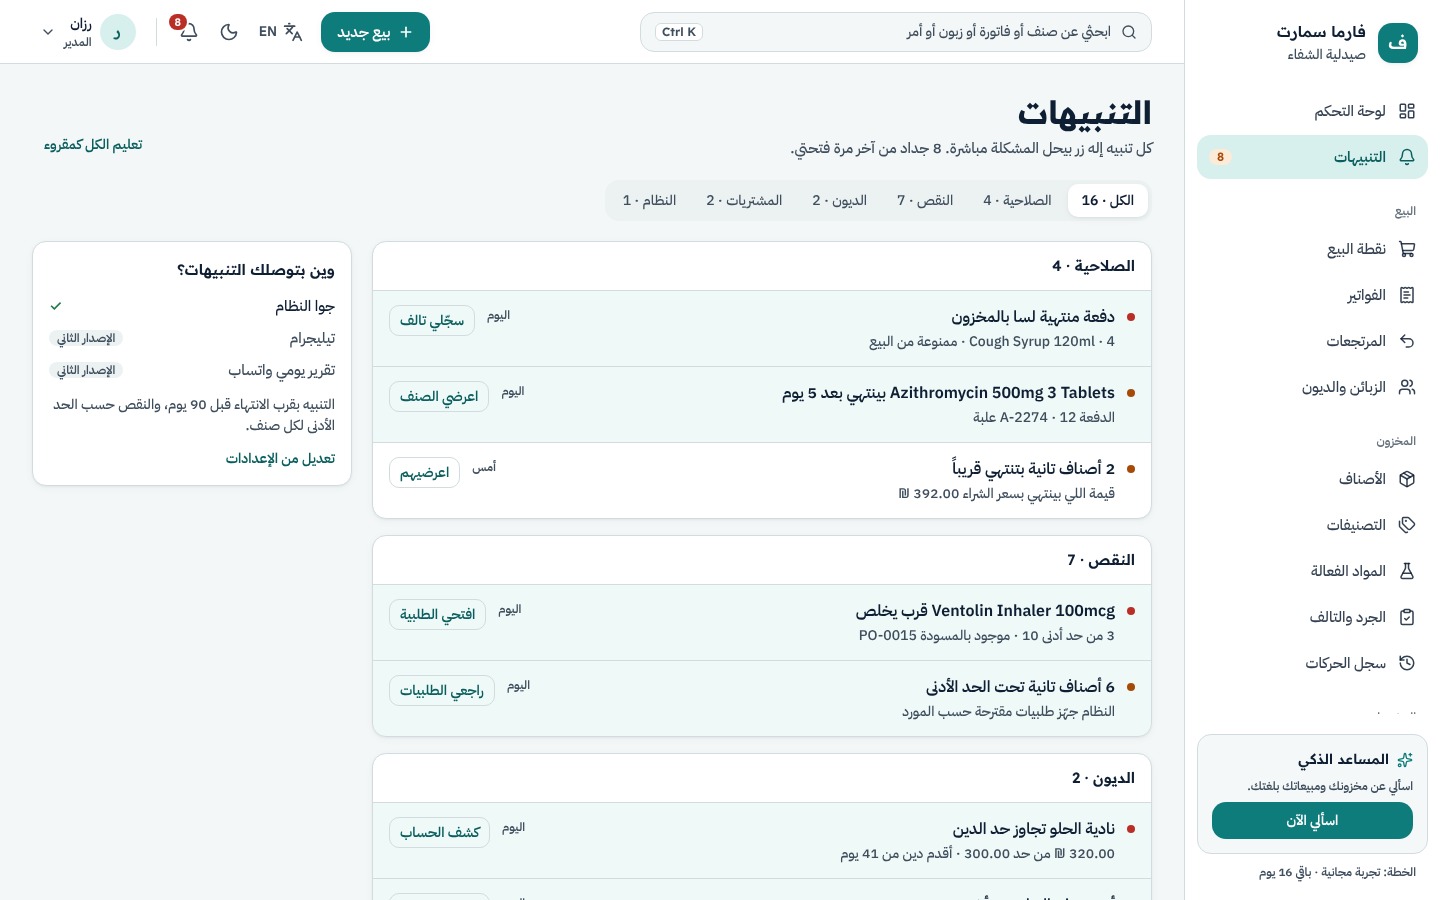 ف
فارما سمارت
صيدلية الشفاء
لوحة التحكم
التنبيهات
8
البيع
نقطة البيع
الفواتير
المرتجعات
الزبائن والديون
المخزون
الأصناف
التصنيفات
المواد الفعالة
الجرد والتالف
سجل الحركات
المساعد الذكي
اسألي عن مخزونك ومبيعاتك بلغتك.
اسألي الآن
الخطة: تجربة مجانية · باقي 16 يوم
ابحثي عن صنف أو فاتورة أو زبون أو أمر
Ctrl K
+ بيع جديد
EN
8
ر
رزان
المدير
التنبيهات
كل تنبيه إله زر بيحل المشكلة مباشرة. 8 جداد من آخر مرة فتحتي.
تعليم الكل كمقروء
الكل · 16
الصلاحية · 4
النقص · 7
الديون · 2
المشتريات · 2
النظام · 1
الصلاحية · 4
دفعة منتهية لسا بالمخزون
Cough Syrup 120ml · 4 · ممنوعة من البيع
اليوم
سجّلي تالف
Azithromycin 500mg 3 Tablets بينتهي بعد 5 يوم
الدفعة A-2274 · 12 علبة
اليوم
اعرضي الصنف
2 أصناف تانية بتنتهي قريباً
قيمة اللي بينتهي بسعر الشراء 392.00 ₪
أمس
اعرضيهم
النقص · 7
Ventolin Inhaler 100mcg قرب يخلص
3 من حد أدنى 10 · موجود بالمسودة PO-0015
اليوم
افتحي الطلبية
6 أصناف تانية تحت الحد الأدنى
النظام جهّز طلبيات مقترحة حسب المورد
اليوم
راجعي الطلبيات
الديون · 2
نادية الحلو تجاوز حد الدين
320.00 ₪ من حد 300.00 · أقدم دين من 41 يوم
اليوم
كشف الحساب
وين بتوصلك التنبيهات؟
جوا النظام
تيليجرام
الإصدار الثاني
تقرير يومي واتساب
الإصدار الثاني
التنبيه بقرب الانتهاء قبل 90 يوم، والنقص حسب الحد
الأدنى لكل صنف.
تعديل من الإعدادات